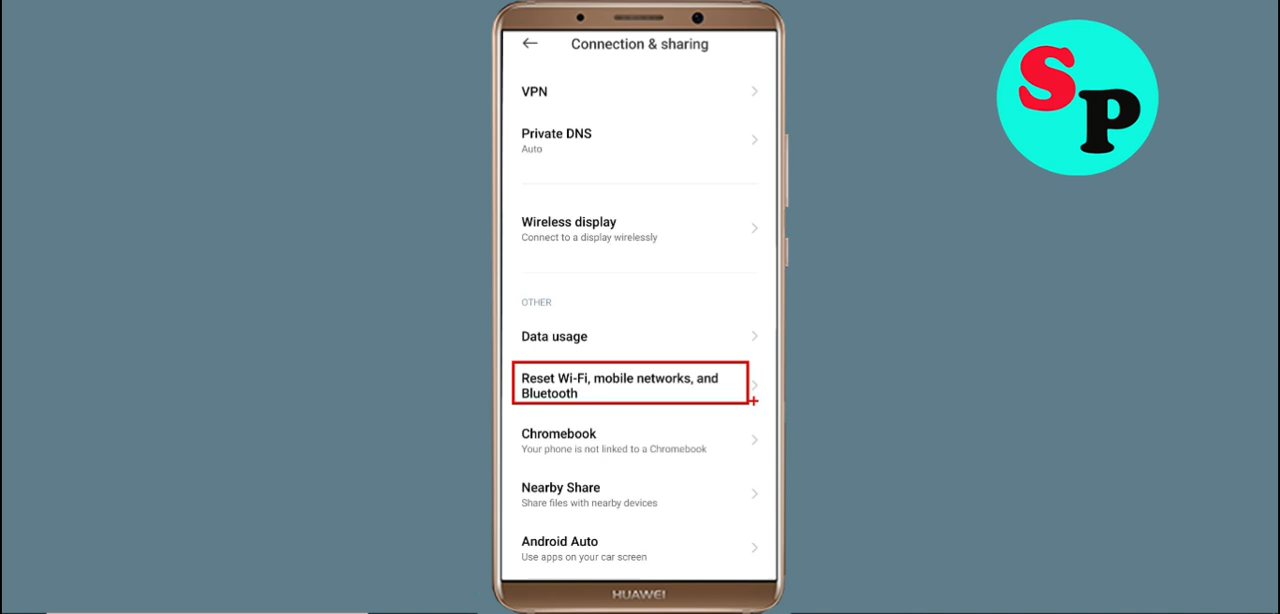 Connection & sharing
VPN
Private DNS
Auto
Wireless display
Connect to a display wirelessly
OTHER
Data usage
Reset Wi-Fi, mobile networks, and
Bluetooth
Chromebook
Your phone is not linked to a Chromebook
Nearby Share
Share files with nearby devices
Android Auto
Use apps on your car screen
HUAWEI
SP